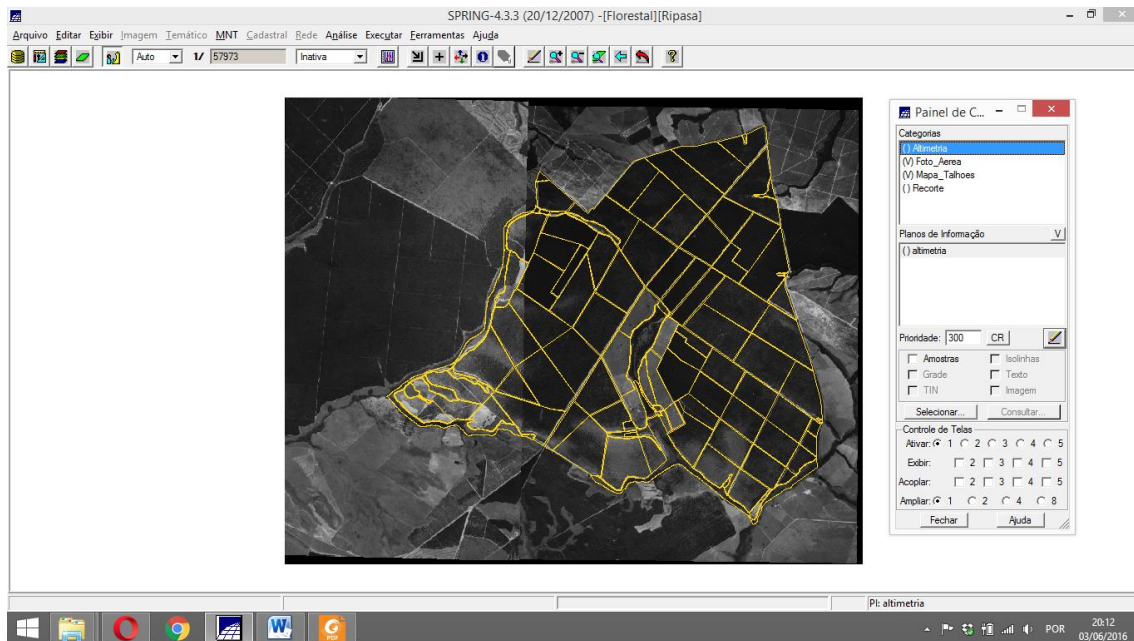 SPRING-4.3.3 (20/12/2007) -[Florestal][Ripasa]
Arquivo Editar Exibir Imagem Temático MNT Cadastral Rede Análise Executar Ferramentas Ajuda
Auto 1/ 57973 Inativa
Painel de C...
Categorias
( ) Altimetria
(V) Foto_Aerea
(V) Mapa_Talhoes
( ) Recorte
Planos de Informação V
( ) altimetria
Prioridade: 300 CR
Amostras Isolinhas
Grade Texto
TIN Imagem
Selecionar... Consultar...
Controle de Telas
Ativar: 1 2 3 4 5
Exibir: 2 3 4 5
Acoplar: 2 3 4 5
Ampliar: 1 2 4 8
Fechar Ajuda
PI: altimetria
PDF
POR
20:12
03/06/2016